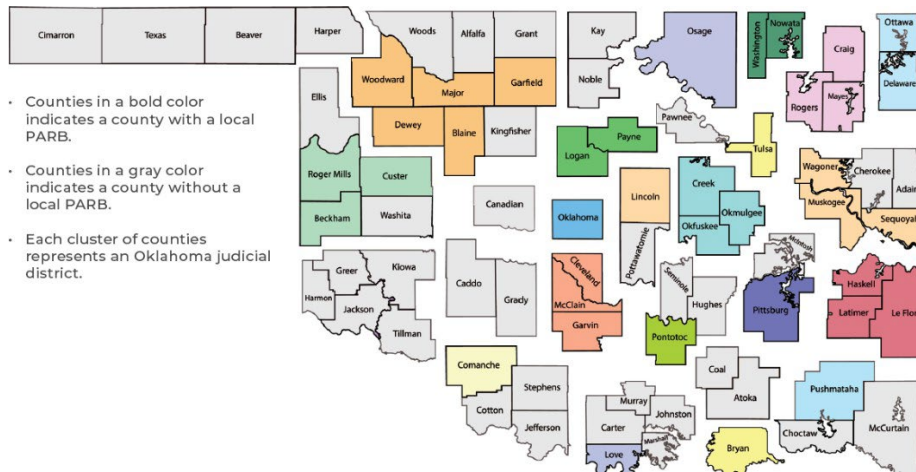 Cimarron
Texas
Beaver
Harper
Woods
Alfalfa
Grant
Kay
Osage
Washington
Nowata
Craig
Ottawa
Delaware
Woodward
Major
Garfield
Noble
Rogers
Mayes
• Counties in a bold color
indicates a county with a local
PARB.
• Counties in a gray color
indicates a county without a
local PARB.
• Each cluster of counties
represents an Oklahoma judicial
district.
Ellis
Dewey
Blaine
Kingfisher
Pawnee
Logan
Payne
Tulsa
Roger Mills
Custer
Beckham
Washita
Canadian
Oklahoma
Lincoln
Pottawatomie
Creek
Okmulgee
Okfuskee
Wagoner
Cherokee
Adair
Muskogee
Sequoyal
Greer
Kiowa
Harmon
Jackson
Tillman
Caddo
Grady
Cleveland
McClain
Garvin
Seminole
Hughes
Pontotoc
McIntosh
Pittsburg
Haskell
Latimer
Le Flor
Comanche
Stephens
Cotton
Jefferson
Coal
Atoka
Pushmataha
Choctaw
McCurtain
Murray
Carter
Johnston
Marshall
Love
Bryan